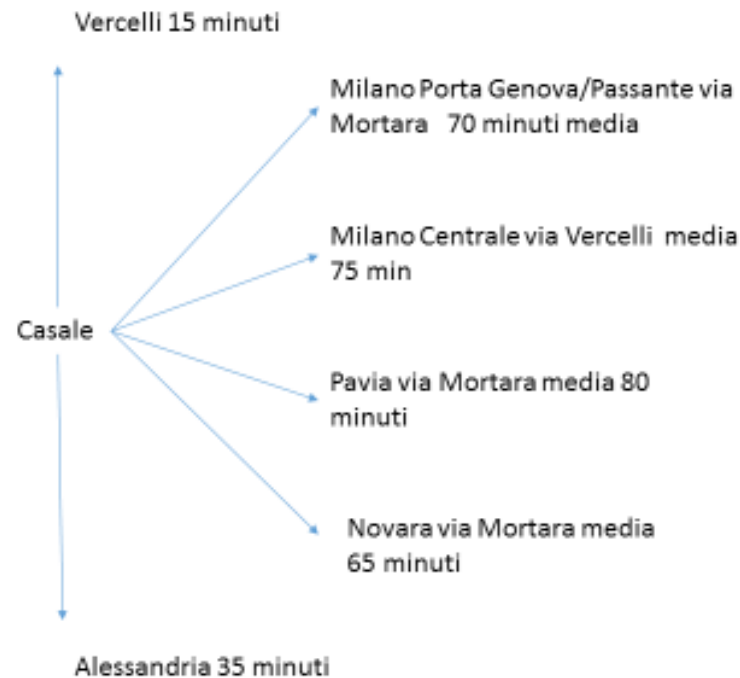 Vercelli 15 minuti
Milano Porta Genova/Passante via
Mortara 70 minuti media
Milano Centrale via Vercelli media
75 min
Casale
Pavia via Mortara media 80
minuti
Novara via Mortara media
65 minuti
Alessandria 35 minuti